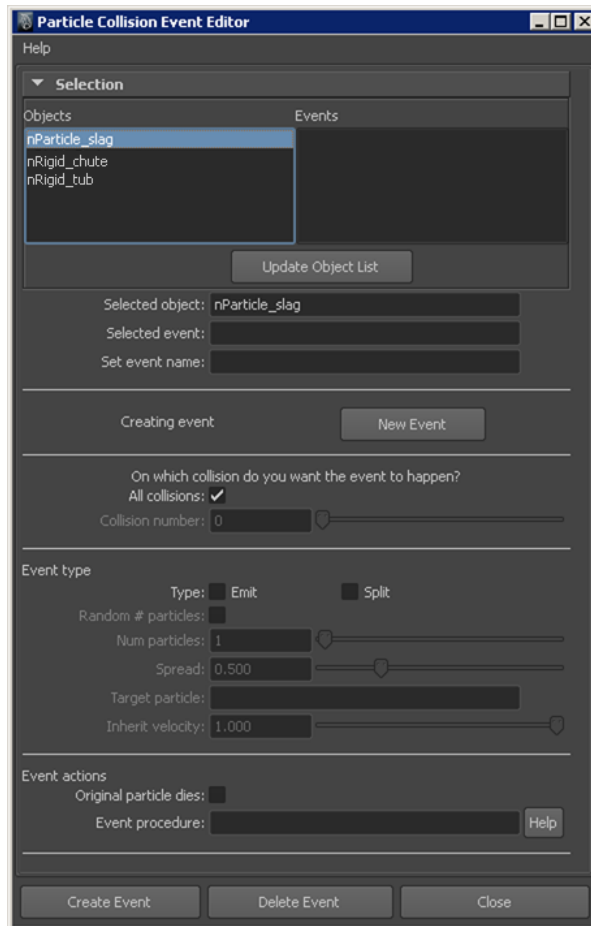 Particle Collision Event Editor
Help
Selection
Objects Events
nParticle_slag
nRigid_chute
nRigid_tub
Update Object List
Selected object: nParticle_slag
Selected event:
Set event name:
Creating event New Event
On which collision do you want the event to happen?
All collisions:
Collision number: 0
Event type
Type: Emit Split
Random # particles:
Num particles: 1
Spread: 0.500
Target particle:
Inherit velocity: 1.000
Event actions
Original particle dies:
Event procedure: Help
Create Event Delete Event Close